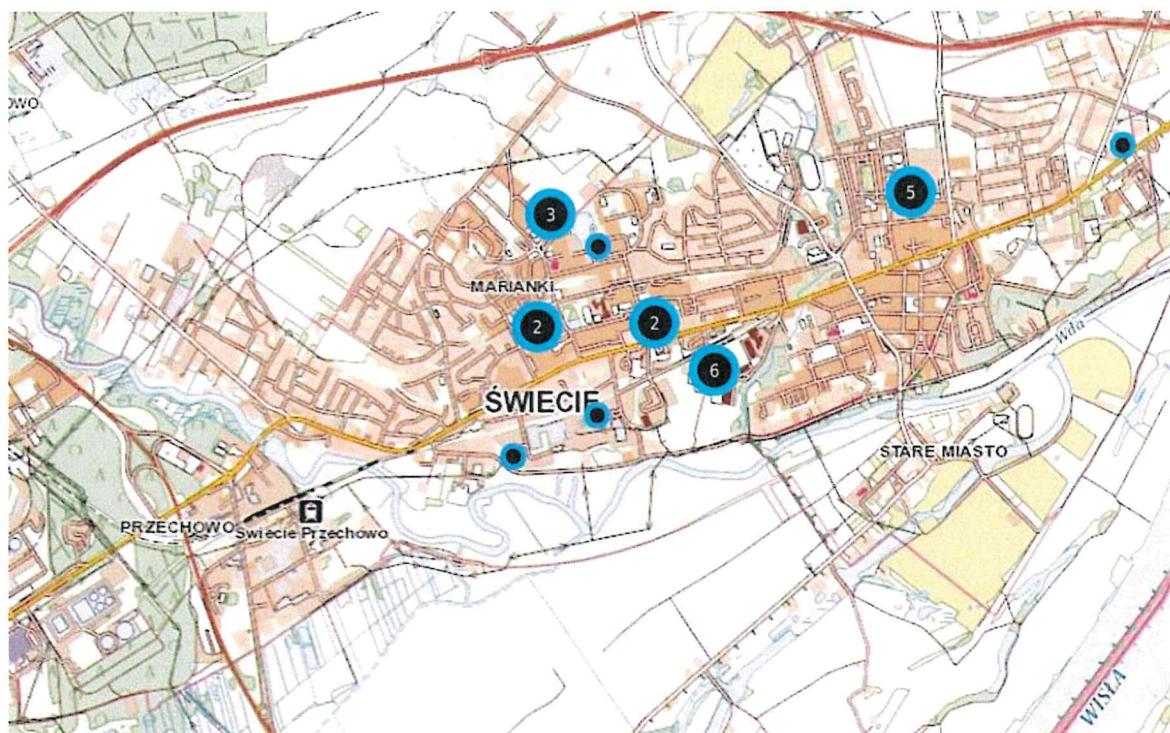 OWO
5
3
MARIANKI
2
2
6
ŚWIECIE
Wda
STARE MIASTO
PRZECHOWO
Świecie Przechowo
WISŁA